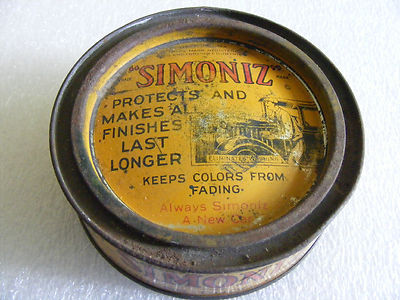 "SIMONIZ"
PROTECTS AND
MAKES ALL
FINISHES
LAST
LONGER
KEEPS COLORS FROM
FADING.
Always Simoniz
A New Car